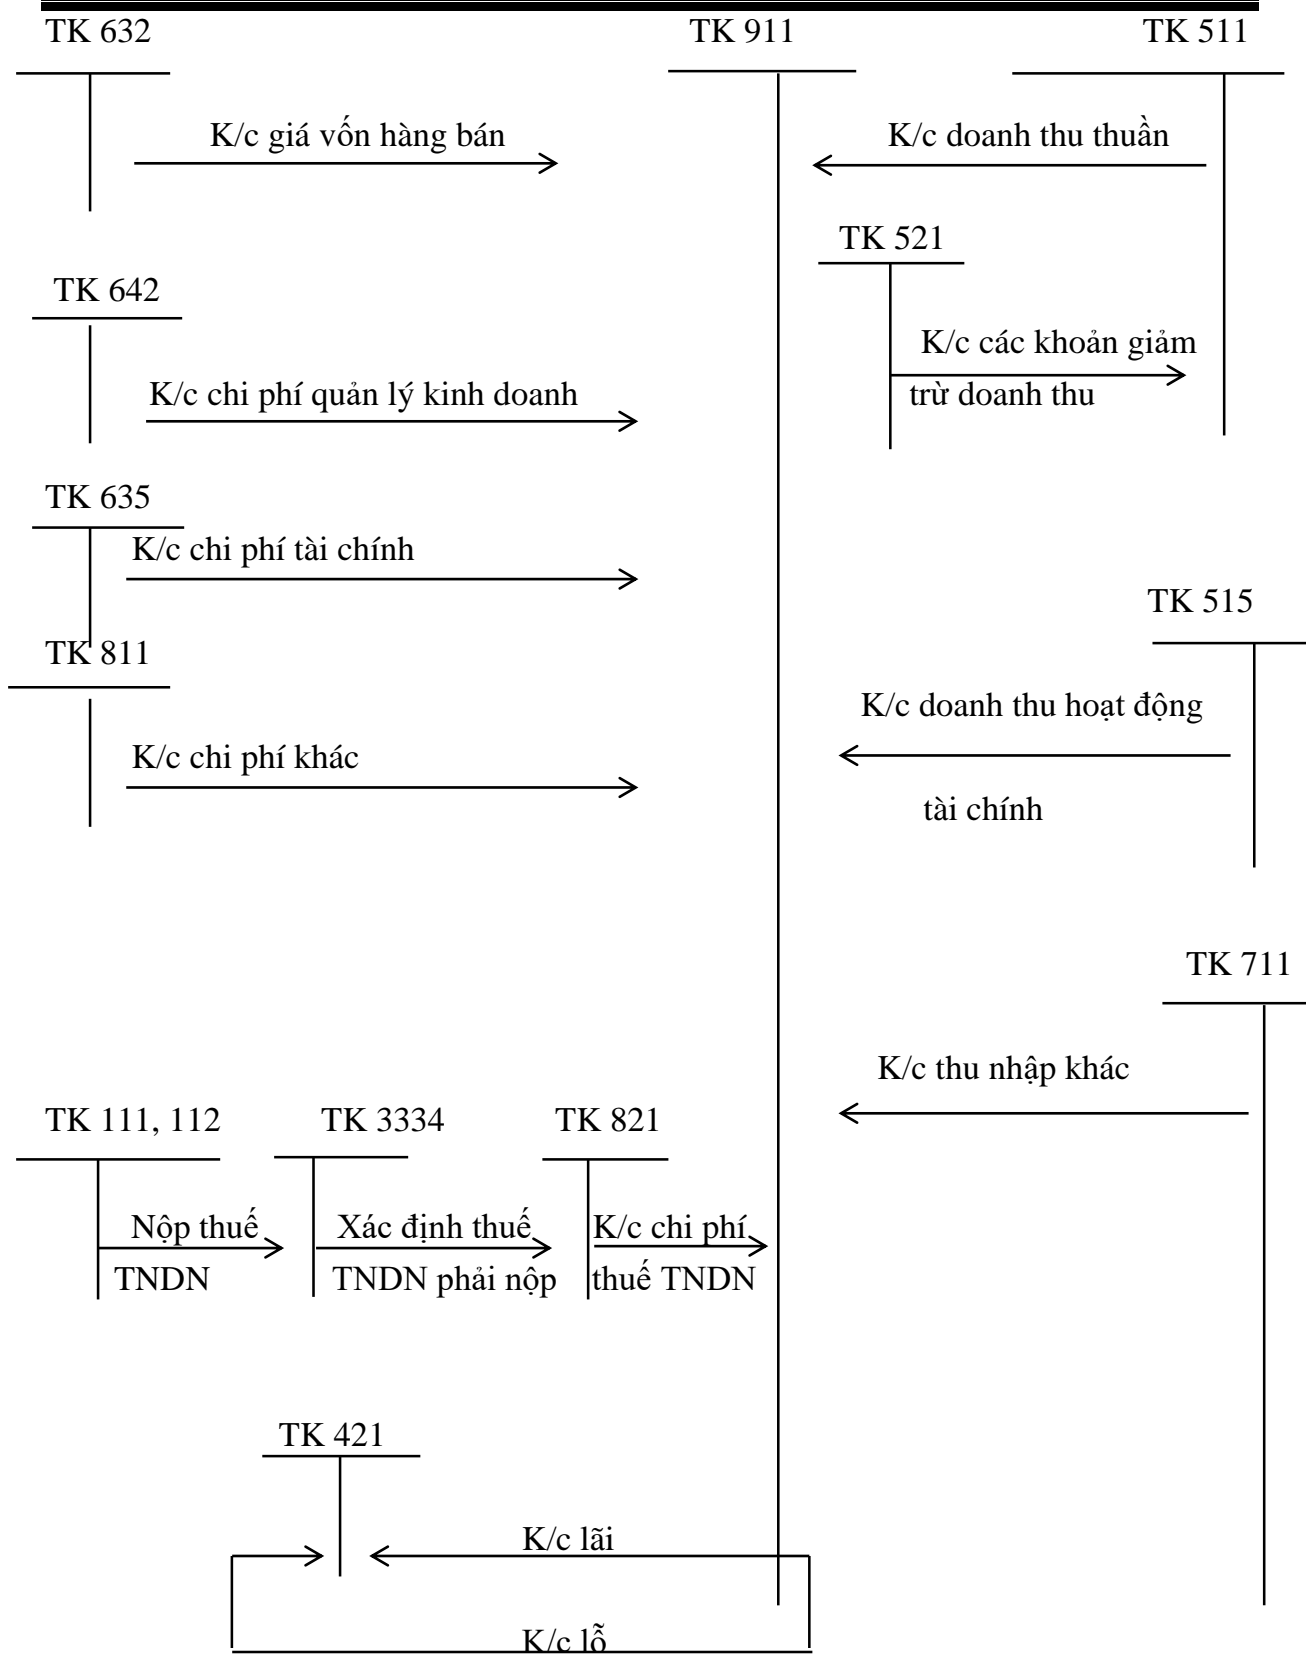 TK 632
TK 911
TK 511
K/c giá vốn hàng bán
K/c doanh thu thuần
TK 521
TK 642
K/c các khoản giảm
trừ doanh thu
K/c chi phí quản lý kinh doanh
TK 635
K/c chi phí tài chính
TK 515
TK 811
K/c doanh thu hoạt động
tài chính
K/c chi phí khác
TK 711
K/c thu nhập khác
TK 111, 112
TK 3334
TK 821
Nộp thuế
TNDN
Xác định thuế
TNDN phải nộp
K/c chi phí
thuế TNDN
TK 421
K/c lãi
K/c lỗ